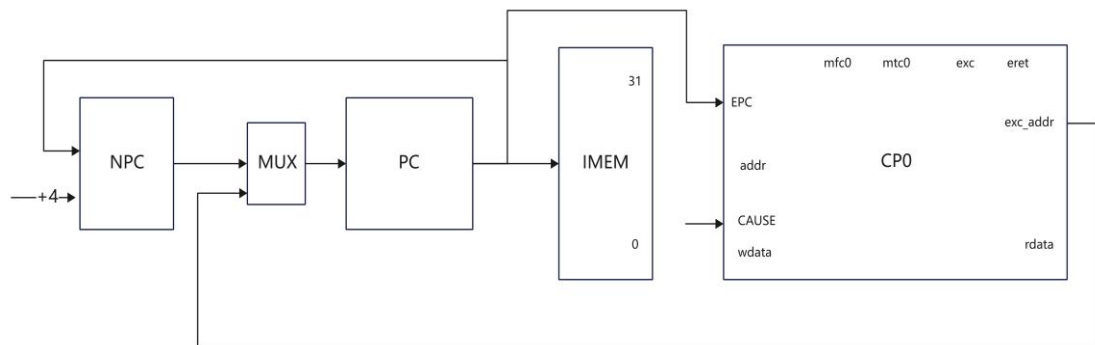 mfc0 mtc0 exc eret
31
EPC
exc_addr
NPC MUX PC IMEM addr CP0
+4
CAUSE
0 wdata rdata